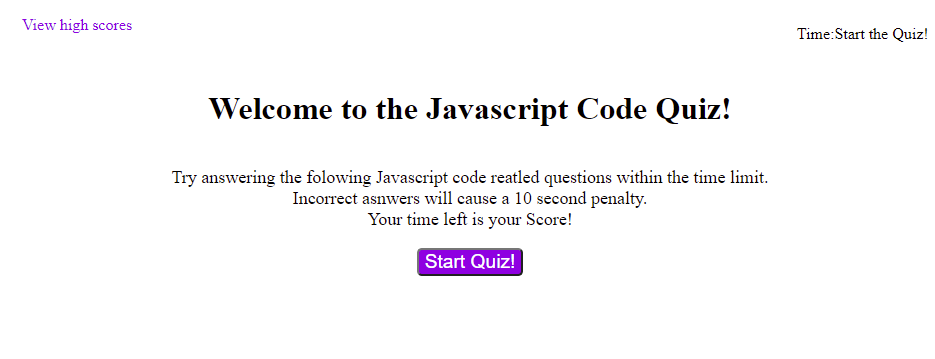 View high scores
Time:Start the Quiz!
Welcome to the Javascript Code Quiz!
Try answering the folowing Javascript code reatled questions within the time limit.
Incorrect asnwers will cause a 10 second penalty.
Your time left is your Score!
Start Quiz!